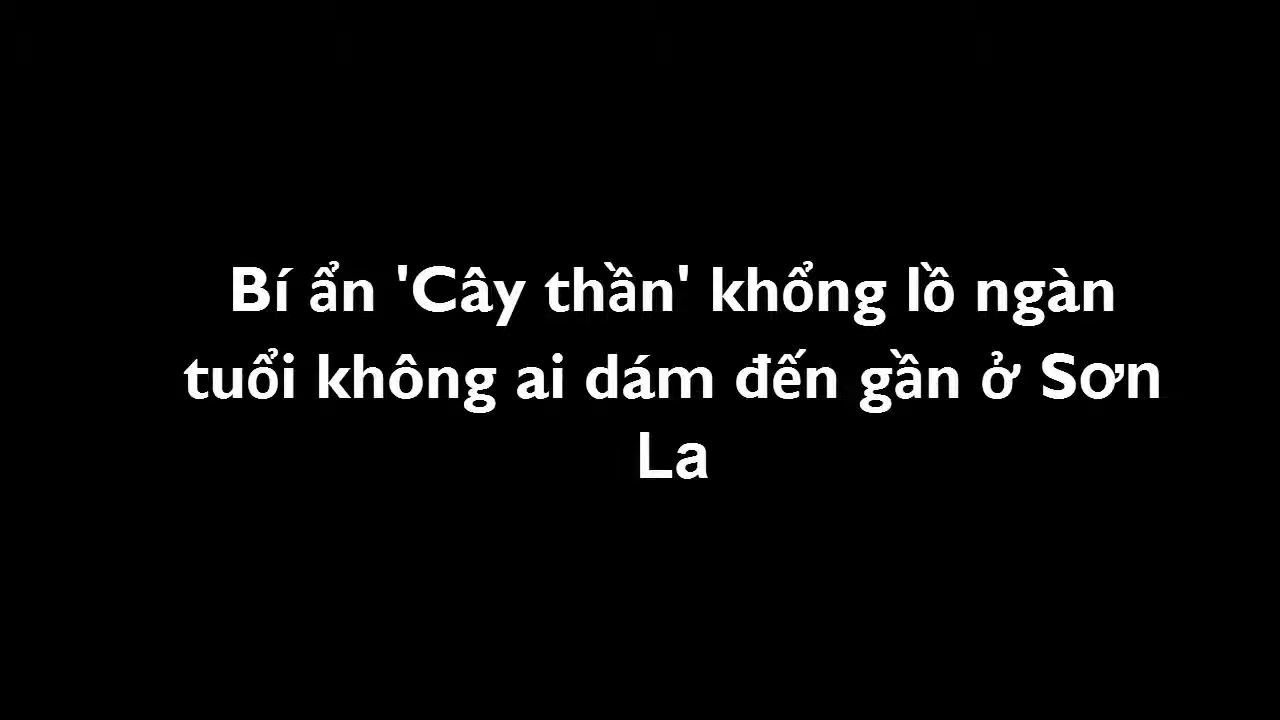 Bí ẩn 'Cây thần' khổng lồ ngàn
tuổi không ai dám đến gần ở Sơn
La